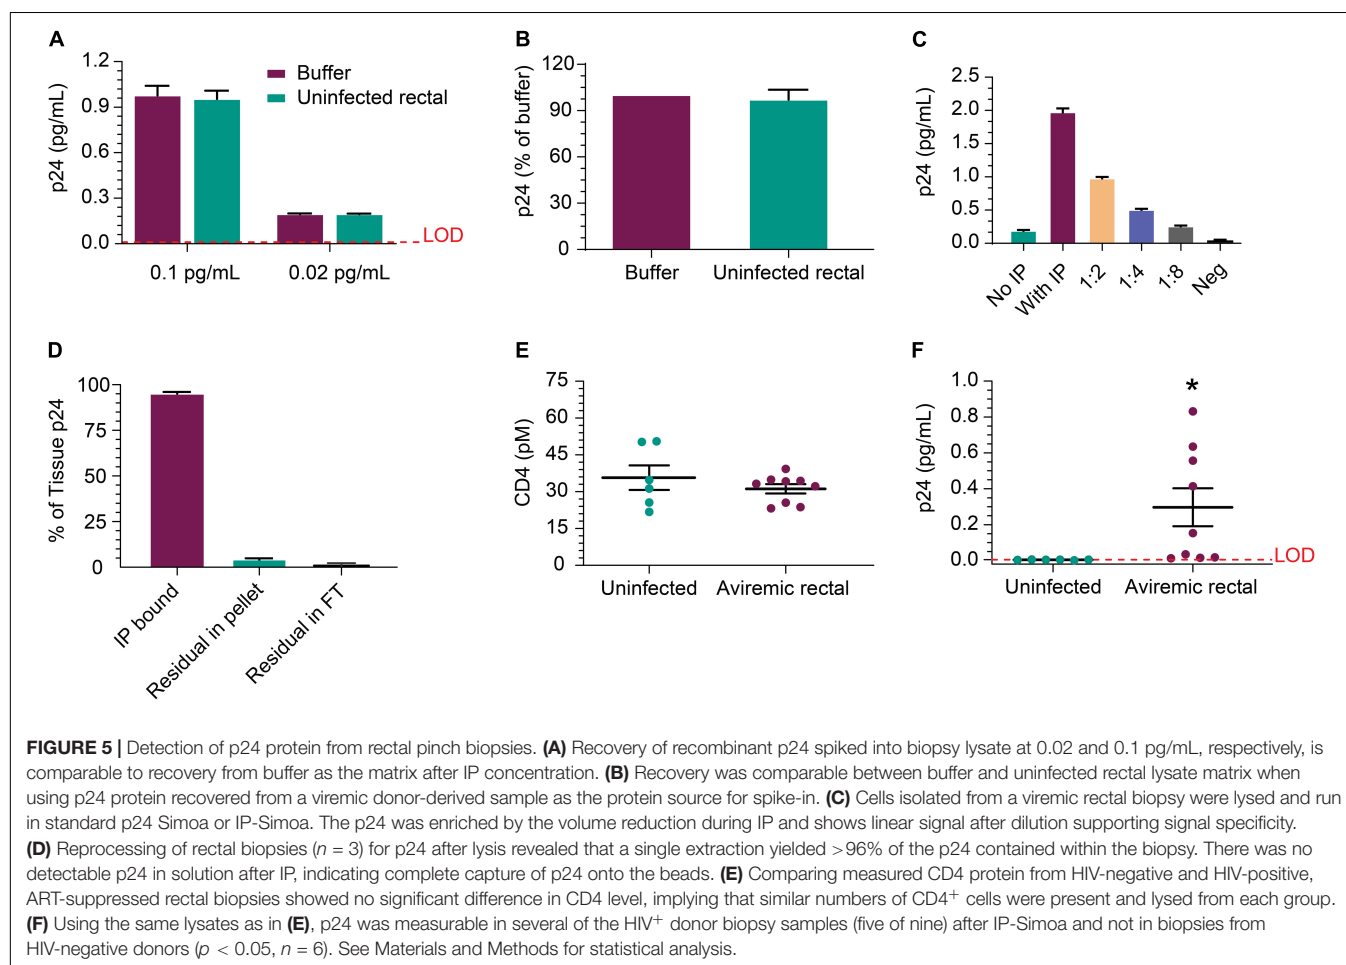 A
p24 (pg/mL)
1.2
0.9
0.6
0.3
0.0
Buffer
Uninfected rectal
LOD
0.1 pg/mL
0.02 pg/mL
B
p24 (% of buffer)
120
90
60
30
0
Buffer
Uninfected rectal
C
p24 (pg/mL)
2.5
2.0
1.5
1.0
0.5
0.0
No IP
With IP
1:2
1:4
1:8
Neg
D
% of Tissue p24
100
75
50
25
0
IP bound
Residual in pellet
Residual in FT
E
CD4 (pM)
75
60
45
30
15
0
Uninfected
Aviremic rectal
F
p24 (pg/mL)
1.0
0.8
0.6
0.4
0.2
0.0
*
LOD
Uninfected
Aviremic rectal
FIGURE 5 | Detection of p24 protein from rectal pinch biopsies. (A) Recovery of recombinant p24 spiked into biopsy lysate at 0.02 and 0.1 pg/mL, respectively, is
comparable to recovery from buffer as the matrix after IP concentration. (B) Recovery was comparable between buffer and uninfected rectal lysate matrix when
using p24 protein recovered from a viremic donor-derived sample as the protein source for spike-in. (C) Cells isolated from a viremic rectal biopsy were lysed and run
in standard p24 Simoa or IP-Simoa. The p24 was enriched by the volume reduction during IP and shows linear signal after dilution supporting signal specificity.
(D) Reprocessing of rectal biopsies (n = 3) for p24 after lysis revealed that a single extraction yielded >96% of the p24 contained within the biopsy. There was no
detectable p24 in solution after IP, indicating complete capture of p24 onto the beads. (E) Comparing measured CD4 protein from HIV-negative and HIV-positive,
ART-suppressed rectal biopsies showed no significant difference in CD4 level, implying that similar numbers of CD4+ cells were present and lysed from each group.
(F) Using the same lysates as in (E), p24 was measurable in several of the HIV+ donor biopsy samples (five of nine) after IP-Simoa and not in biopsies from
HIV-negative donors (p < 0.05, n = 6). See Materials and Methods for statistical analysis.